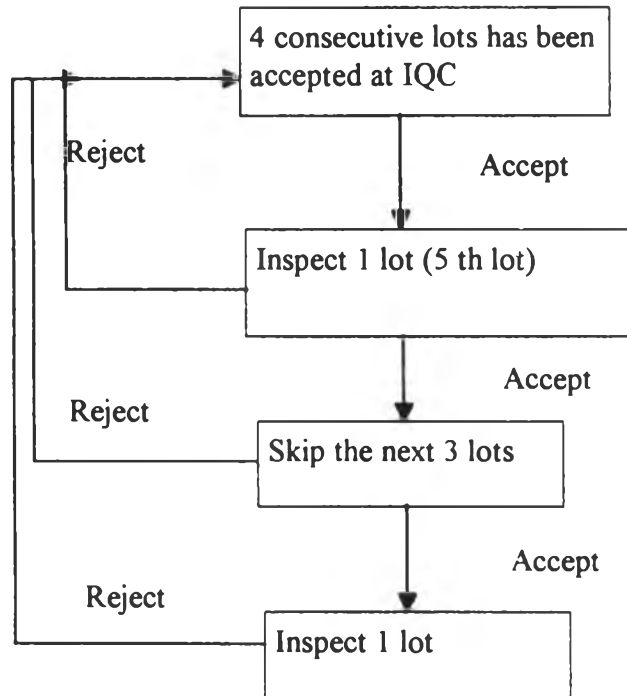 4 consecutive lots has been
accepted at IQC
Reject
Accept
Inspect 1 lot (5 th lot)
Accept
Reject
Skip the next 3 lots
Accept
Reject
Inspect 1 lot